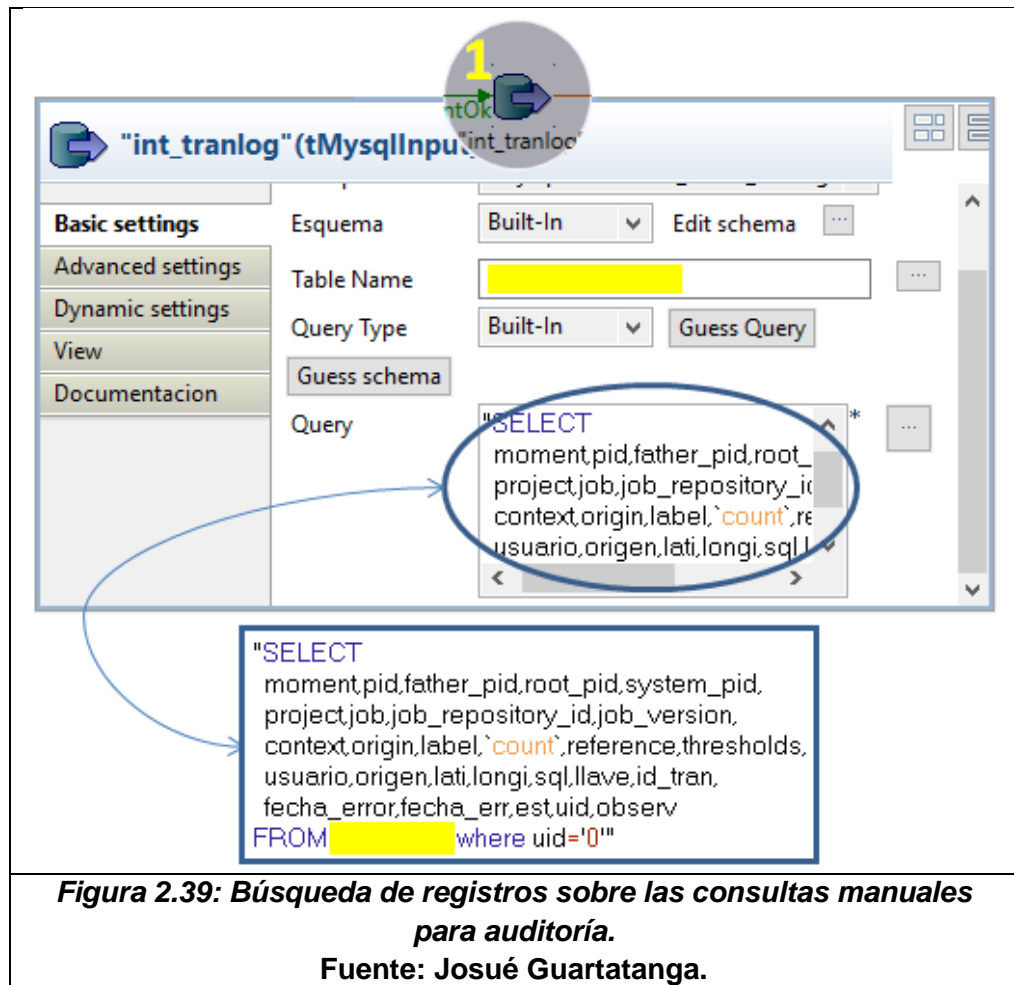 1
ntOk
"int_tranlog"
"int_tranlog"(tMysqlInput
Basic settings
Advanced settings
Dynamic settings
View
Documentacion
Esquema
Built-In
Edit schema
...
Table Name
...
Query Type
Built-In
Guess Query
Guess schema
Query
"SELECT
moment,pid,father_pid,root_
project,job,job_repository_id
context,origin,label,`count`,re
usuario,origen,lati,longi,sql,l
*
...
"SELECT
moment,pid,father_pid,root_pid,system_pid,
project,job,job_repository_id,job_version,
context,origin,label,`count`,reference,thresholds,
usuario,origen,lati,longi,sql,llave,id_tran,
fecha_error,fecha_err,est,uid,observ
FROM where uid='0'"
Figura 2.39: Búsqueda de registros sobre las consultas manuales
para auditoría.
Fuente: Josué Guartatanga.